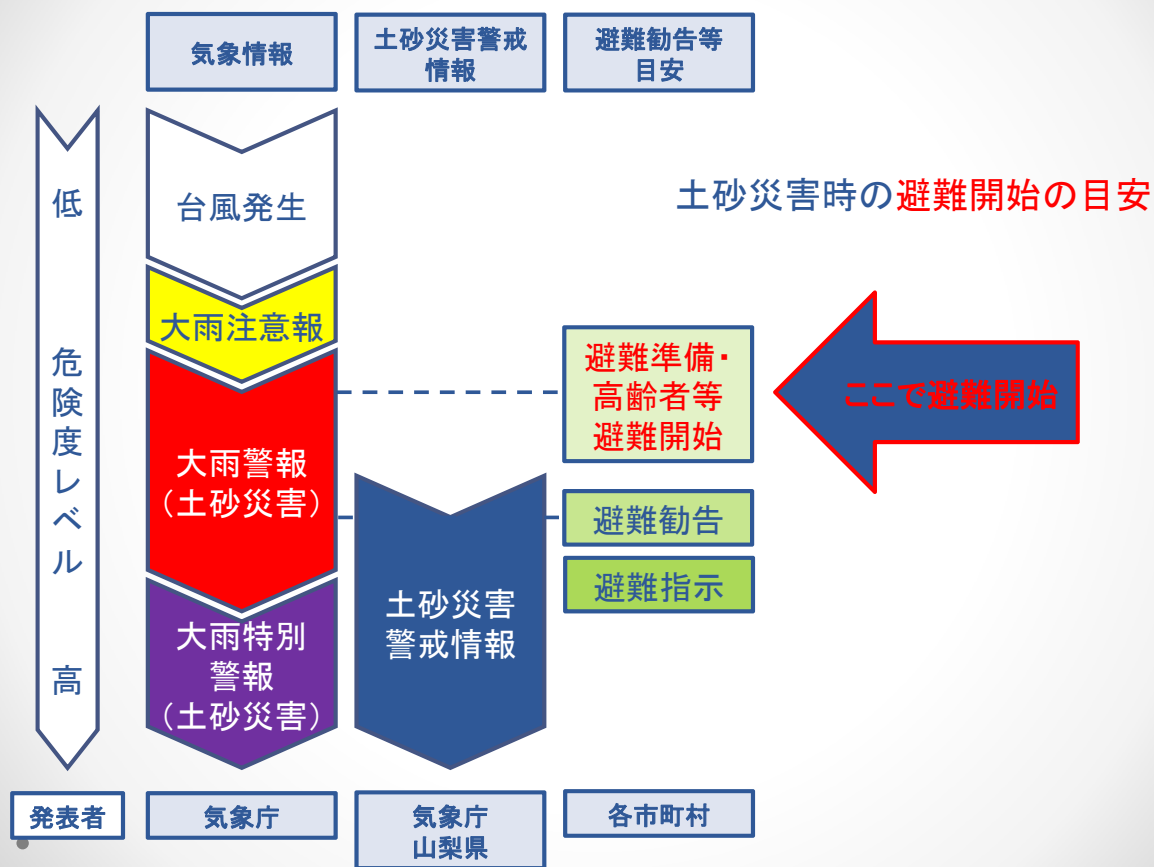 気象情報
土砂災害警戒
情報
避難勧告等
目安
土砂災害時の避難開始の目安
低
危険度レベル
高
台風発生
大雨注意報
大雨警報
（土砂災害）
大雨特別
警報
（土砂災害）
土砂災害
警戒情報
避難準備・
高齢者等
避難開始
避難勧告
避難指示
ここで避難開始
発表者
気象庁
気象庁
山梨県
各市町村